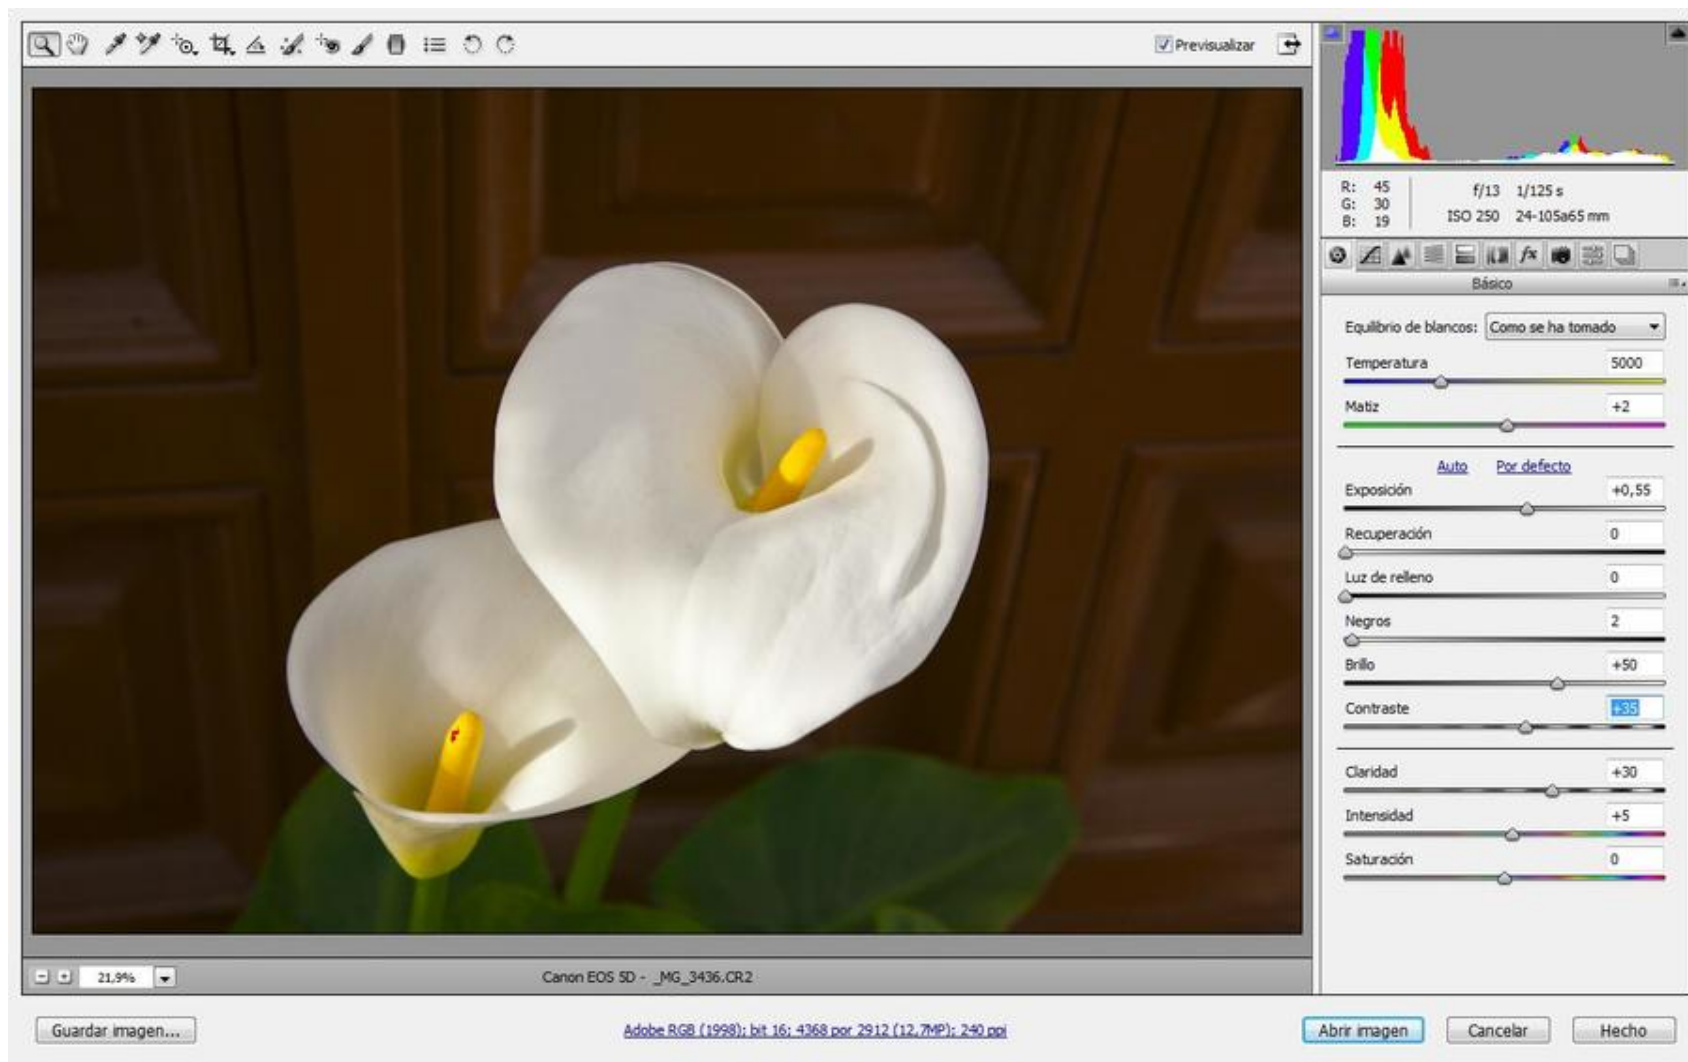 Previsualizar
R: 45
G: 30
B: 19
f/13 1/125 s
ISO 250 24-105a65 mm
fx
Básico
Equilibrio de blancos: Como se ha tomado
Temperatura 5000
Matiz +2
Auto Por defecto
Exposición +0,55
Recuperación 0
Luz de relleno 0
Negros 2
Brillo +50
Contraste +35
Claridad +30
Intensidad +5
Saturación 0
21,9%
Canon EOS 5D - _MG_3436.CR2
Guardar imagen...
Adobe RGB (1998); bit 16; 4368 por 2912 (12,7MP); 240 ppi
Abrir imagen
Cancelar
Hecho